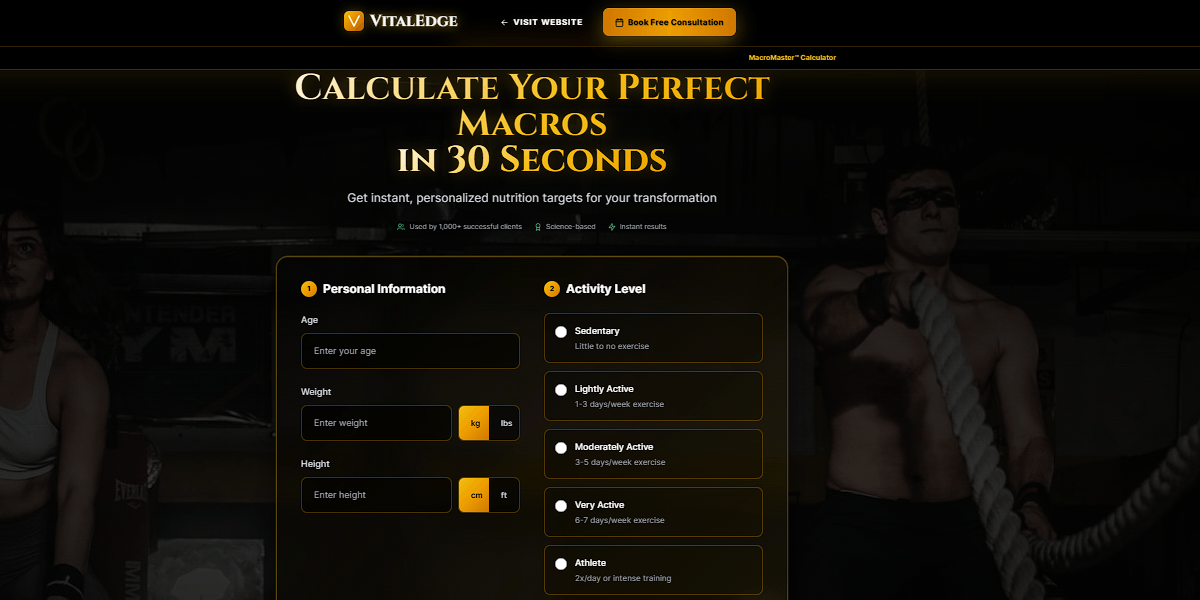 VitalEdge
← VISIT WEBSITE
Book Free Consultation
MacroMaster™ Calculator
Calculate Your Perfect
Macros
in 30 Seconds
Get instant, personalized nutrition targets for your transformation
Used by 1,000+ successful clients
Science-based
Instant results
1 Personal Information
Age
Enter your age
Weight
Enter weight
kg
lbs
Height
Enter height
cm
ft
2 Activity Level
Sedentary
Little to no exercise
Lightly Active
1-3 days/week exercise
Moderately Active
3-5 days/week exercise
Very Active
6-7 days/week exercise
Athlete
2x/day or intense training